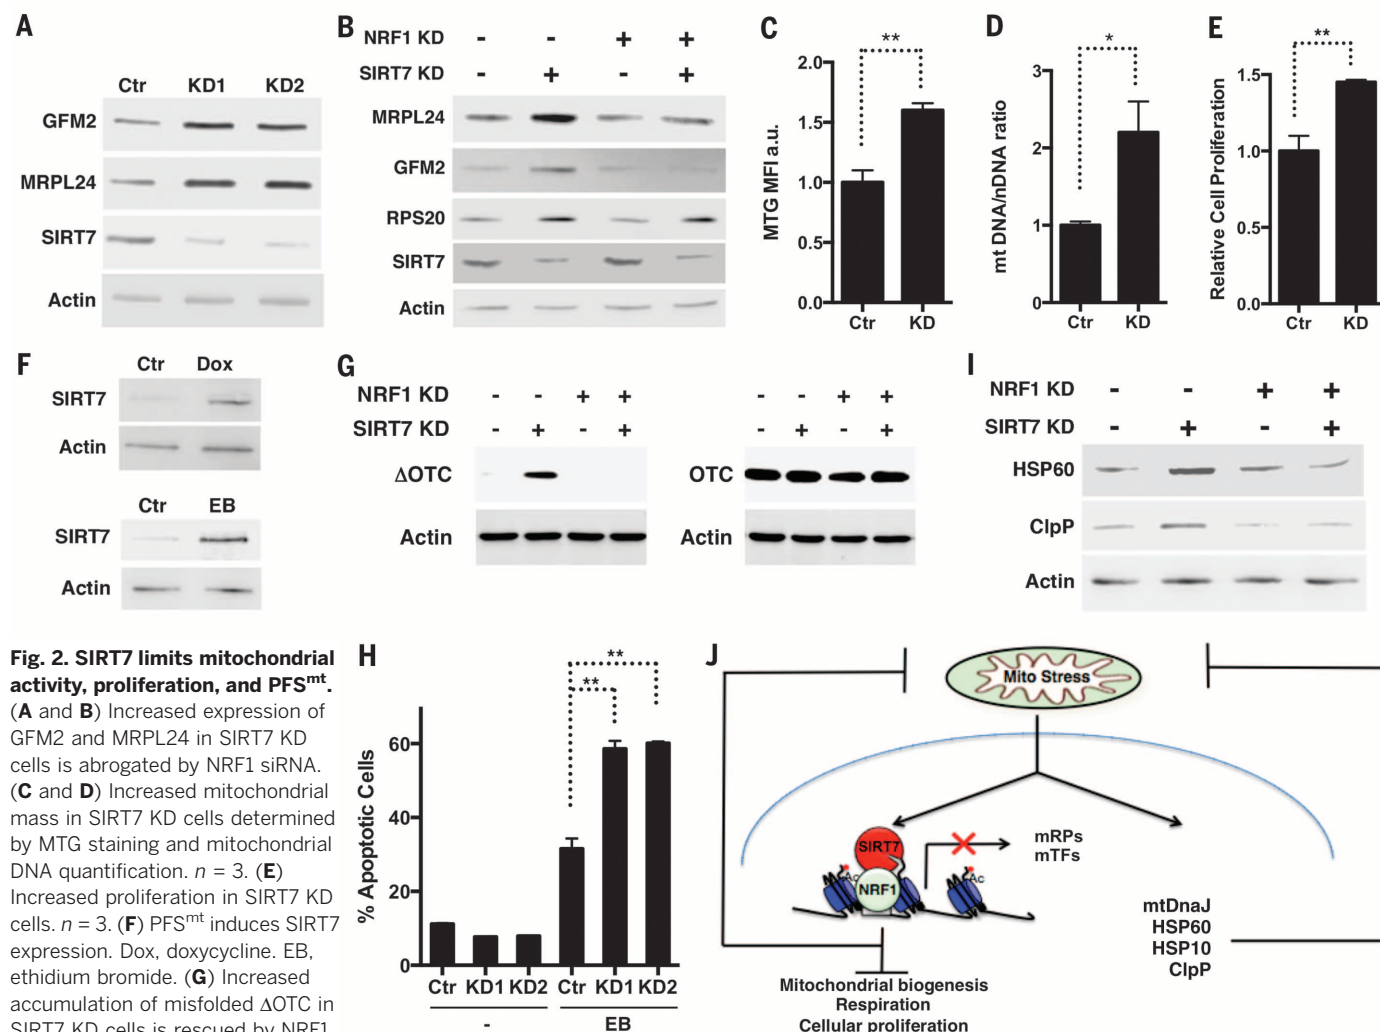 A
Ctr KD1 KD2
GFM2
MRPL24
SIRT7
Actin
B
NRF1 KD - - + +
SIRT7 KD - + - +
MRPL24
GFM2
RPS20
SIRT7
Actin
C
MTG MFI a.u.
2.0
1.5
1.0
0.5
0.0
**
Ctr KD
D
mt DNA/nDNA ratio
3
2
1
0
*
Ctr KD
E
Relative Cell Proliferation
1.5
1.0
0.5
0.0
**
Ctr KD
F
Ctr Dox
SIRT7
Actin
Ctr EB
SIRT7
Actin
G
NRF1 KD - - + +
SIRT7 KD - + - +
ΔOTC
Actin
- - + +
- + - +
OTC
Actin
I
NRF1 KD - - + +
SIRT7 KD - + - +
HSP60
ClpP
Actin
Fig. 2. SIRT7 limits mitochondrial
activity, proliferation, and PFSmt.
(A and B) Increased expression of
GFM2 and MRPL24 in SIRT7 KD
cells is abrogated by NRF1 siRNA.
(C and D) Increased mitochondrial
mass in SIRT7 KD cells determined
by MTG staining and mitochondrial
DNA quantification. n = 3. (E)
Increased proliferation in SIRT7 KD
cells. n = 3. (F) PFSmt induces SIRT7
expression. Dox, doxycycline. EB,
ethidium bromide. (G) Increased
accumulation of misfolded ΔOTC in
SIRT7 KD cells is rescued by NRF1
H
% Apoptotic Cells
60
40
20
0
**
**
Ctr KD1 KD2 Ctr KD1 KD2
- EB
J
Mito Stress
SIRT7
NRF1
Ac
Ac
mRPs
mTFs
mtDnaJ
HSP60
HSP10
ClpP
Mitochondrial biogenesis
Respiration
Cellular proliferation